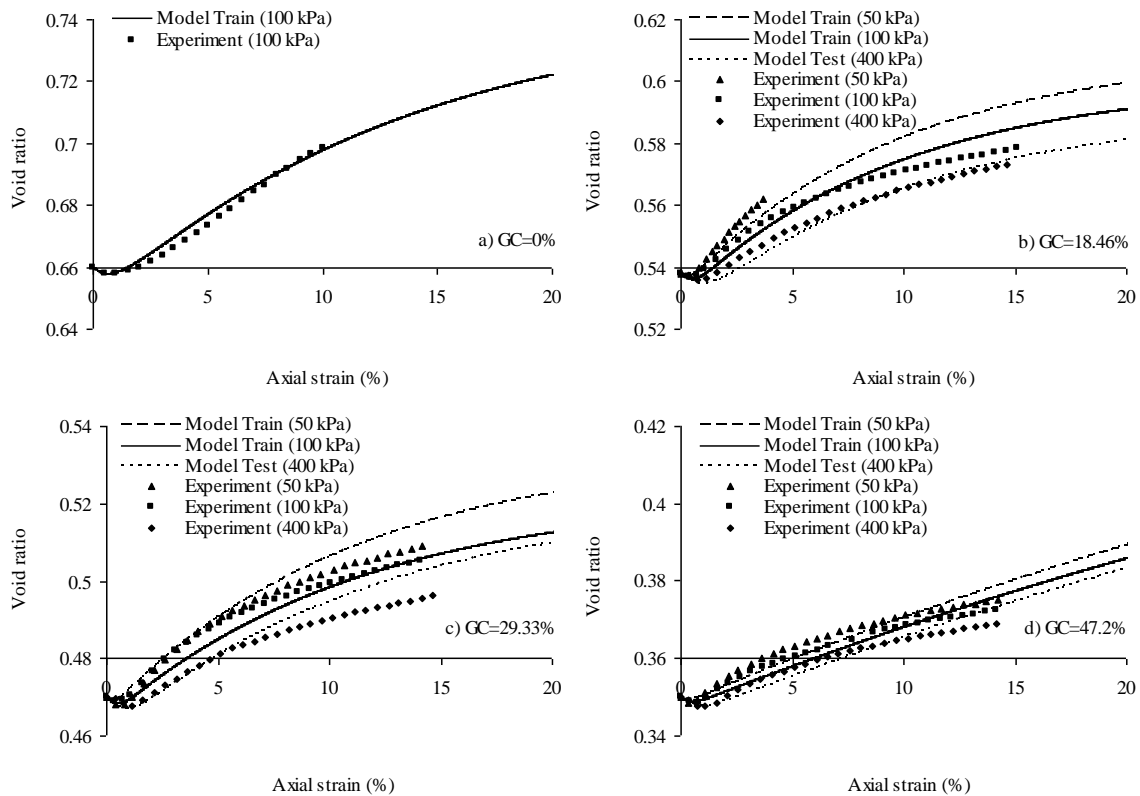 0.74
0.72
0.7
0.68
0.66
0.64
Void ratio
Model Train (100 kPa)
Experiment (100 kPa)
a) GC=0%
0
5
10
15
20
Axial strain (%)
0.62
0.6
0.58
0.56
0.54
0.52
Void ratio
Model Train (50 kPa)
Model Train (100 kPa)
Model Test (400 kPa)
Experiment (50 kPa)
Experiment (100 kPa)
Experiment (400 kPa)
b) GC=18.46%
0
5
10
15
20
Axial strain (%)
0.54
0.52
0.5
0.48
0.46
Void ratio
Model Train (50 kPa)
Model Train (100 kPa)
Model Test (400 kPa)
Experiment (50 kPa)
Experiment (100 kPa)
Experiment (400 kPa)
c) GC=29.33%
0
5
10
15
20
Axial strain (%)
0.42
0.4
0.38
0.36
0.34
Void ratio
Model Train (50 kPa)
Model Train (100 kPa)
Model Test (400 kPa)
Experiment (50 kPa)
Experiment (100 kPa)
Experiment (400 kPa)
d) GC=47.2%
0
5
10
15
20
Axial strain (%)